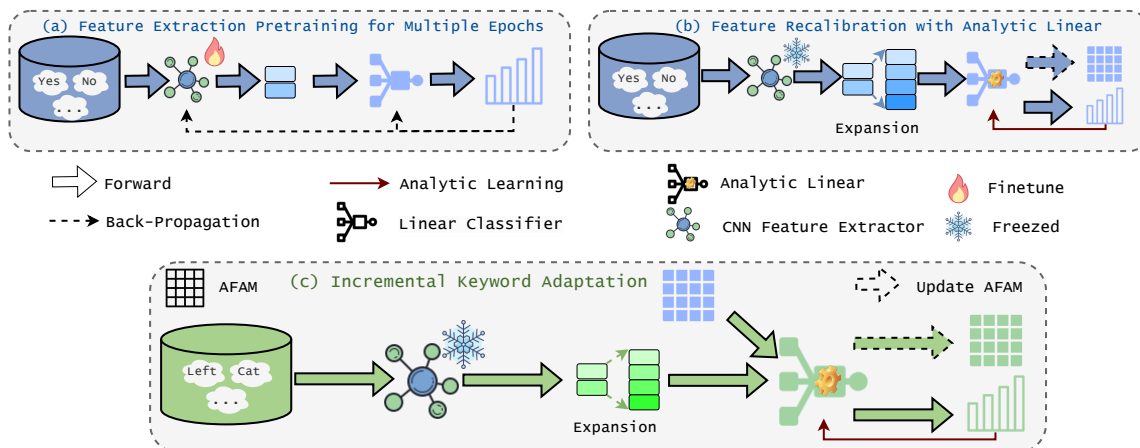 (a) Feature Extraction Pretraining for Multiple Epochs
Yes No
...
(b) Feature Recalibration with Analytic Linear
Yes No
...
Expansion
Forward
Analytic Learning
Analytic Linear
Finetune
Back-Propagation
Linear Classifier
CNN Feature Extractor
Freezed
AFAM
(c) Incremental Keyword Adaptation
Update AFAM
Left Cat
...
Expansion